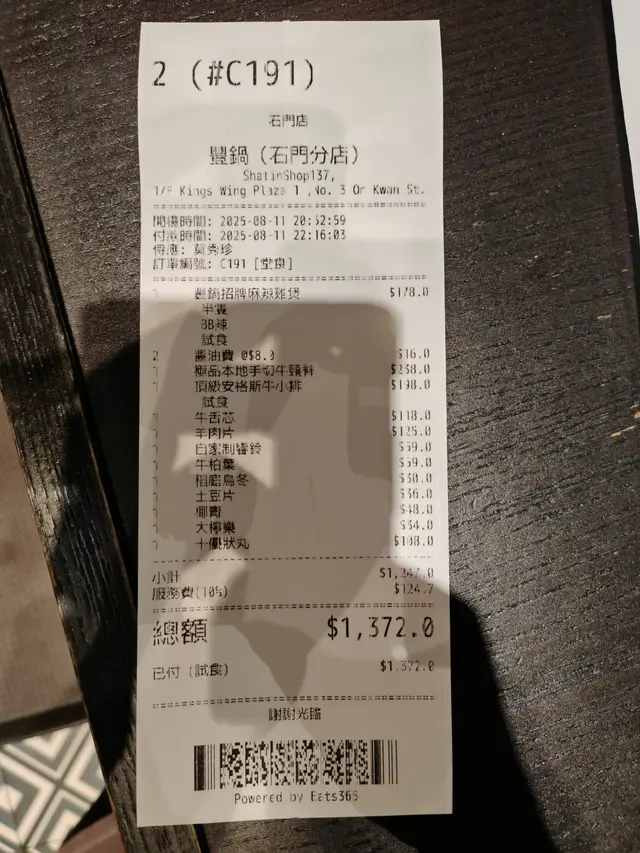 2 (#C191)
石門店
豐鍋 (石門分店)
ShatinShop137,
1/F Kings Wing Plaza 1 ,No. 3 On Kwan St.
開機時間: 2025-08-11 20:52:59
付款時間: 2025-08-11 22:16:03
侍應: 莫秀珍
訂單編號: C191 [堂食]
1 豐鍋招牌麻辣雞煲 $178.0
半隻
BB辣
試食
2 醬油費 @$8.0 $16.0
1 極品本地手切牛頸脊 $238.0
1 頂級安格斯牛小排 $198.0
試食
1 牛舌芯 $118.0
1 羊肉片 $125.0
1 自家制響鈴 $59.0
1 牛柏葉 $59.0
1 稻庭烏冬 $30.0
1 土豆片 $36.0
1 椰青 $48.0
1 大檸樂 $34.0
1 十優狀丸 $108.0
小計 $1,247.0
服務費(10%) $124.7
總額 $1,372.0
已付 (試食) $1,372.0
謝謝光臨
Powered by Eats365